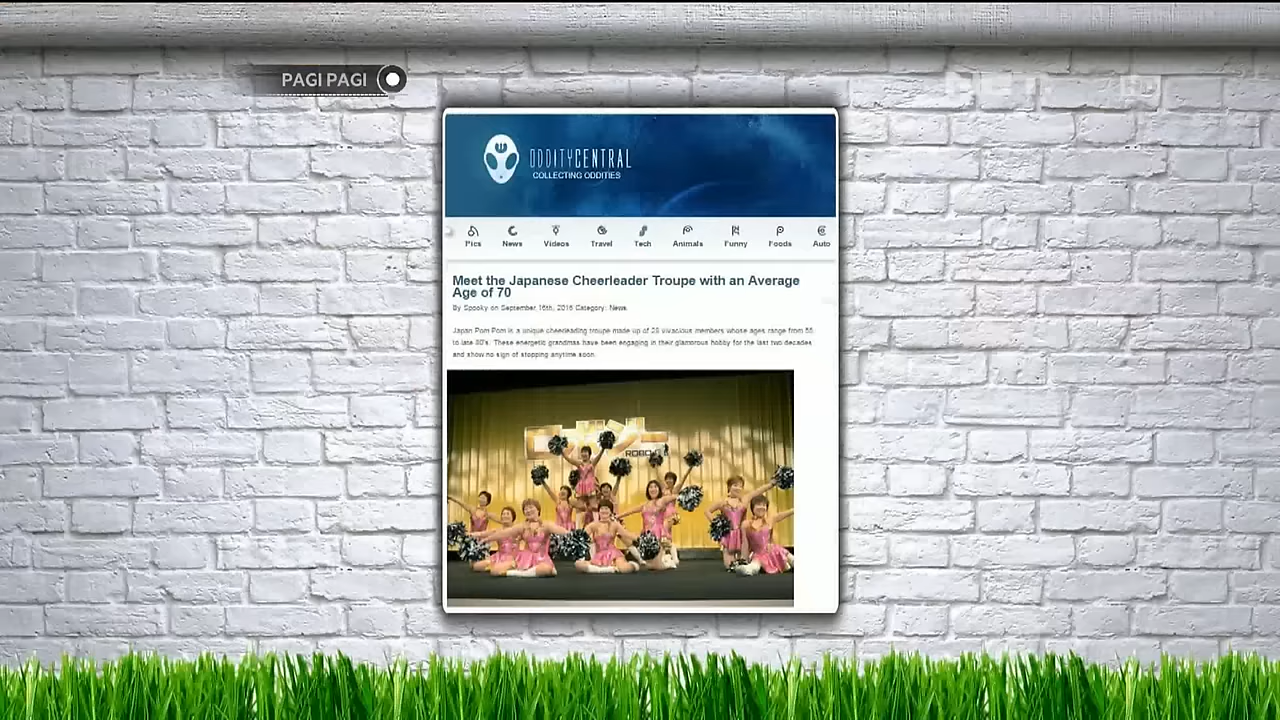 PAGI PAGI
NET
ODDITYCENTRAL
COLLECTING ODDITIES
Pics News Videos Travel Tech Animals Funny Foods Auto
Meet the Japanese Cheerleader Troupe with an Average
Age of 70
By Spooky on September 16th, 2016 Category: News
Japan Pom Pom is a unique cheerleading troupe made up of 28 vivacious members whose ages range from 55
to late 80's. These energetic grandmas have been engaging in their glamorous hobby for the last two decades
and show no sign of stopping anytime soon.